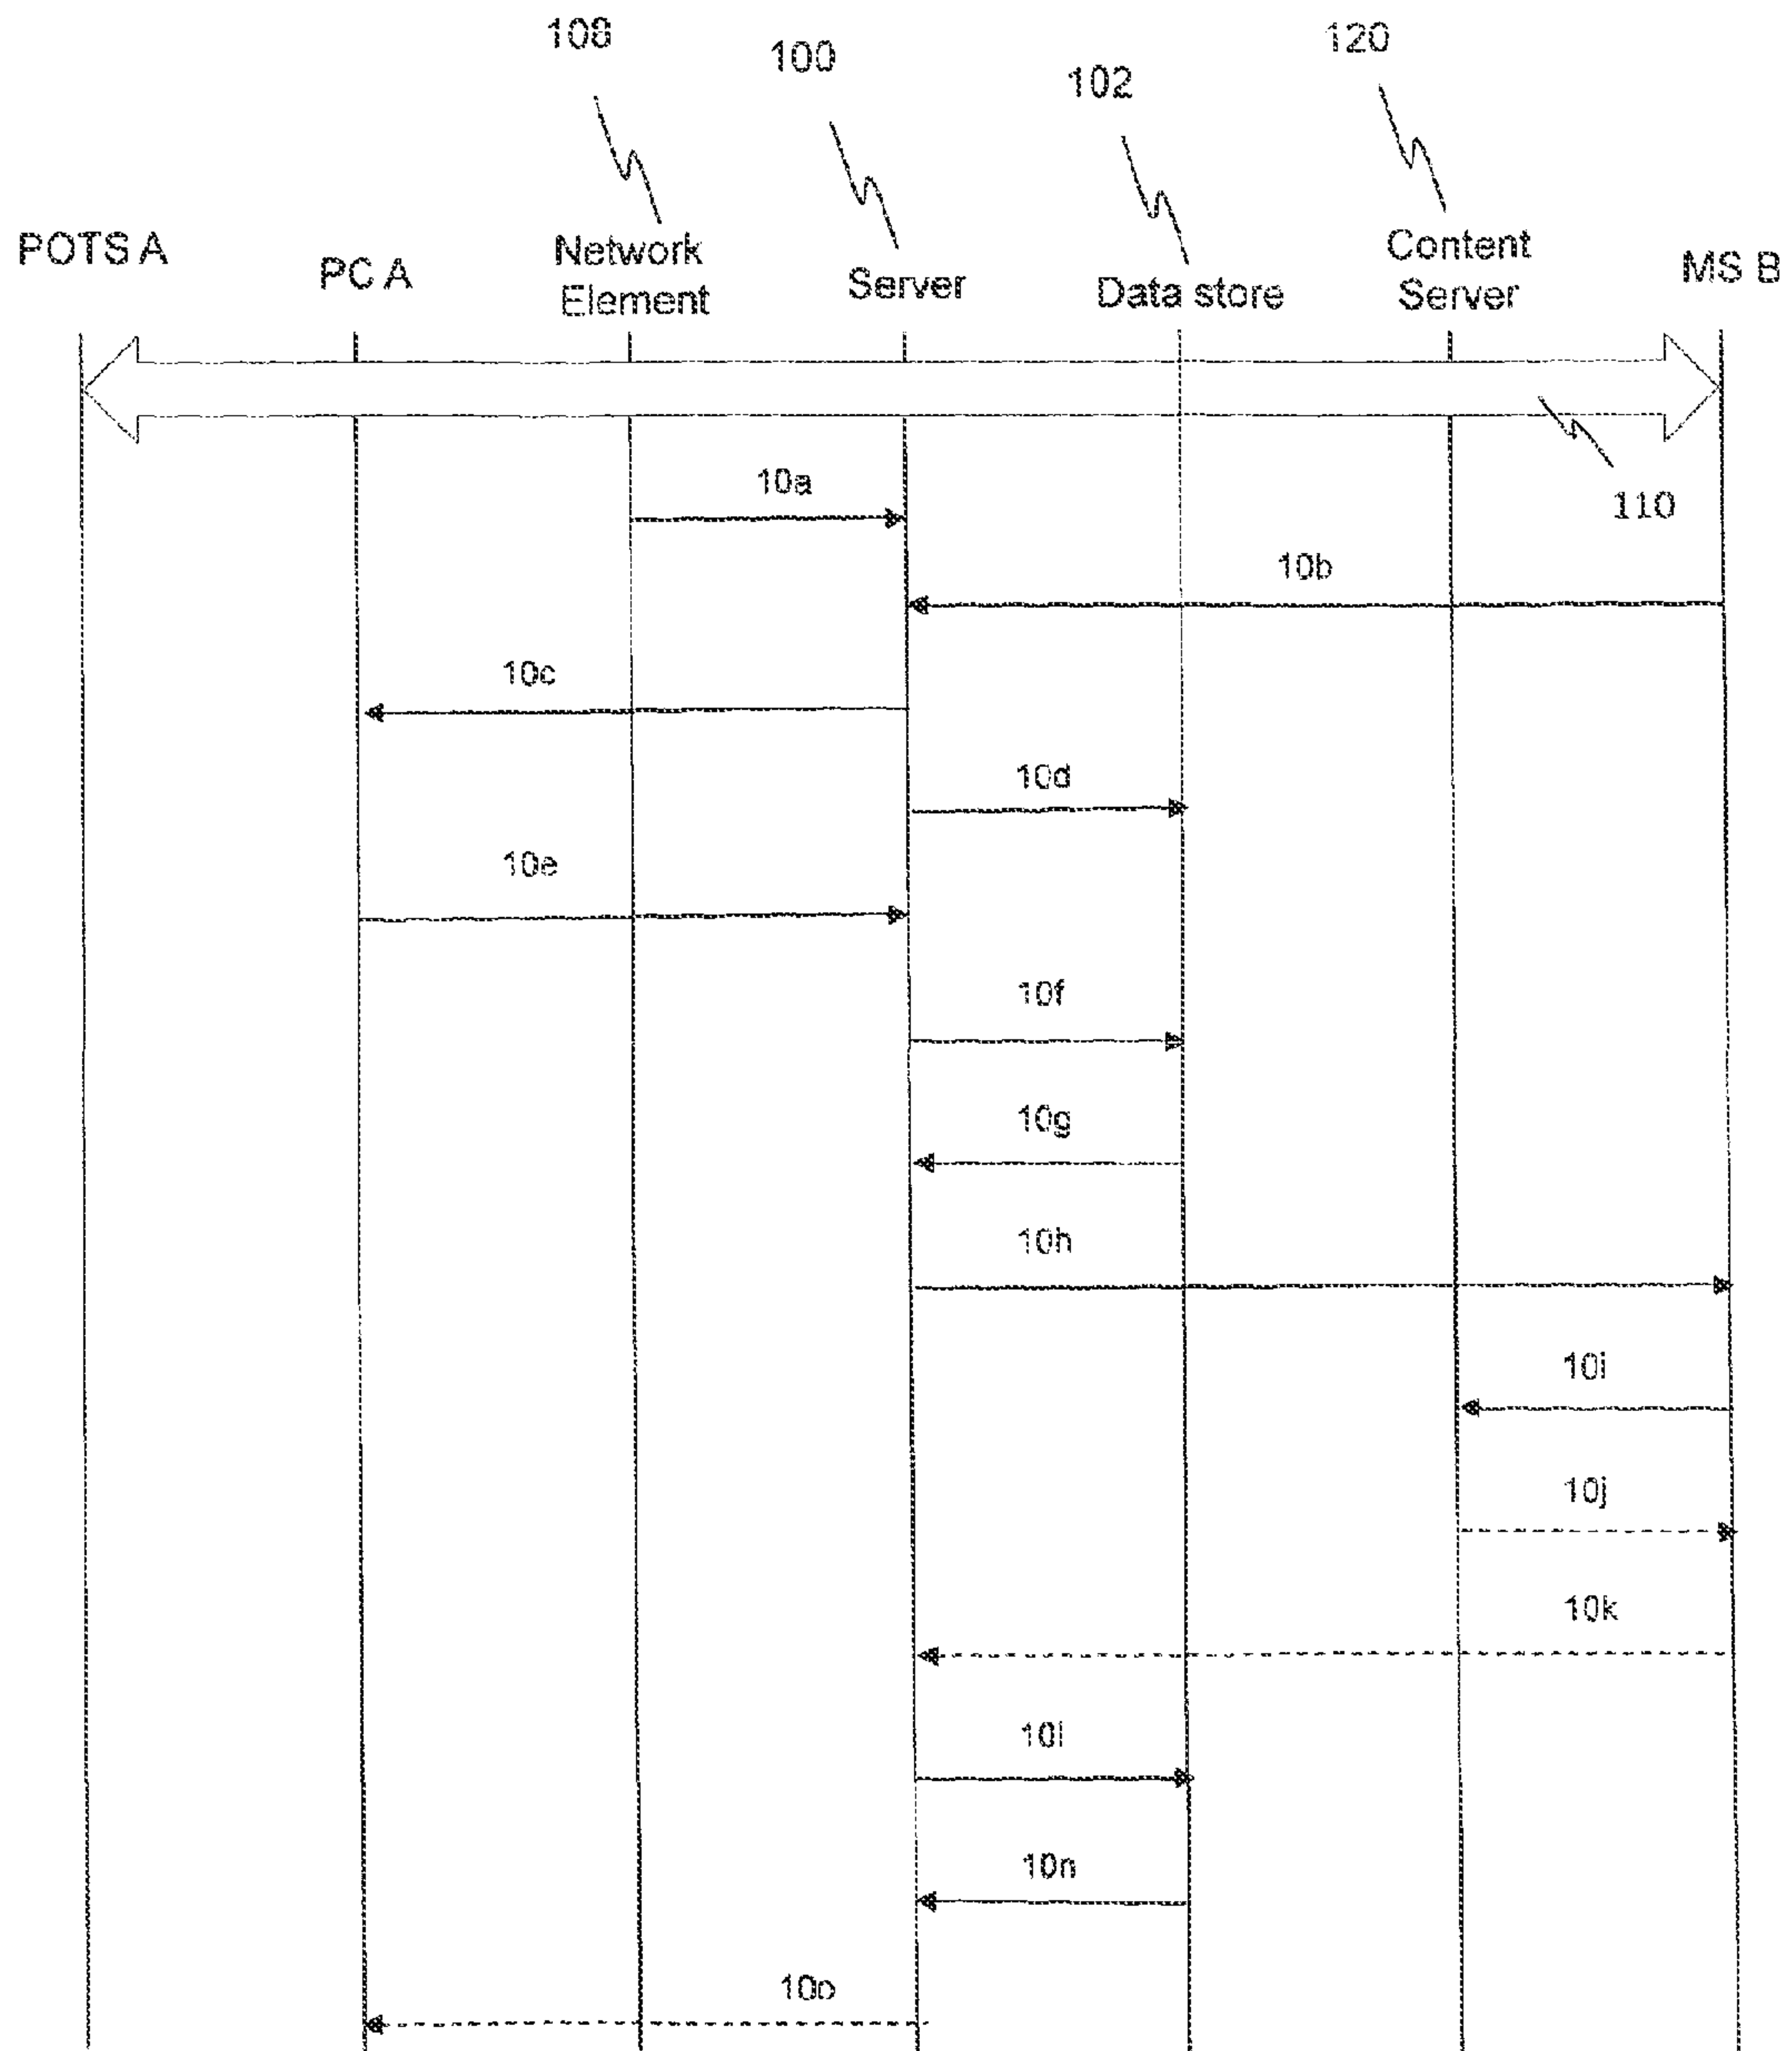 108
100
102
120
POTS A
PC A
Network
Element
Server
Data store
Content
Server
MS B
110
10a
10b
10c
10d
10e
10f
10g
10h
10i
10j
10k
10l
10n
10o